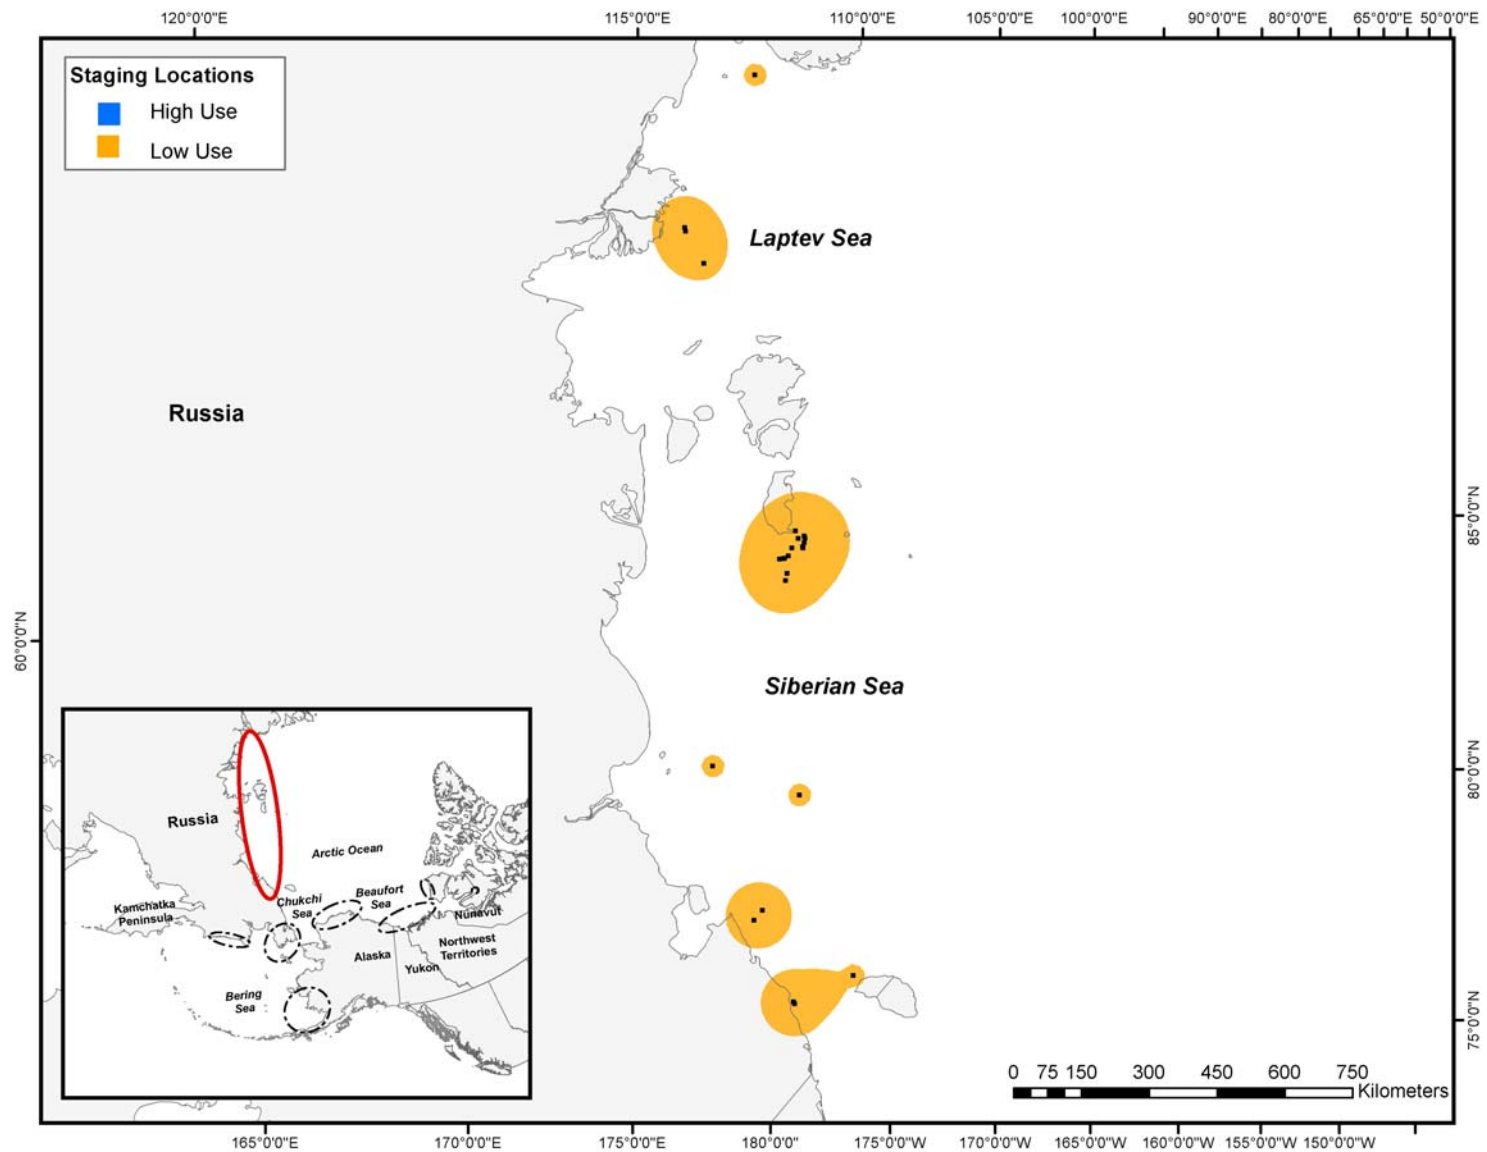 120°0'0"E 115°0'0"E 110°0'0"E 105°0'0"E 100°0'0"E 90°0'0"E 80°0'0"E 65°0'0"E 50°0'0"E
Staging Locations
High Use
Low Use
Laptev Sea
Russia
85°0'0"N
60°0'0"N
Siberian Sea
80°0'0"N
Russia
Arctic Ocean
Beaufort
Sea
Chukchi
Sea
Kamchatka
Peninsula
Nunavut
Northwest
Territories
Alaska
Yukon
Bering
Sea
75°0'0"N
0 75 150 300 450 600 750
Kilometers
165°0'0"E 170°0'0"E 175°0'0"E 180°0'0" 175°0'0"W 170°0'0"W 165°0'0"W 160°0'0"W 155°0'0"W 150°0'0"W